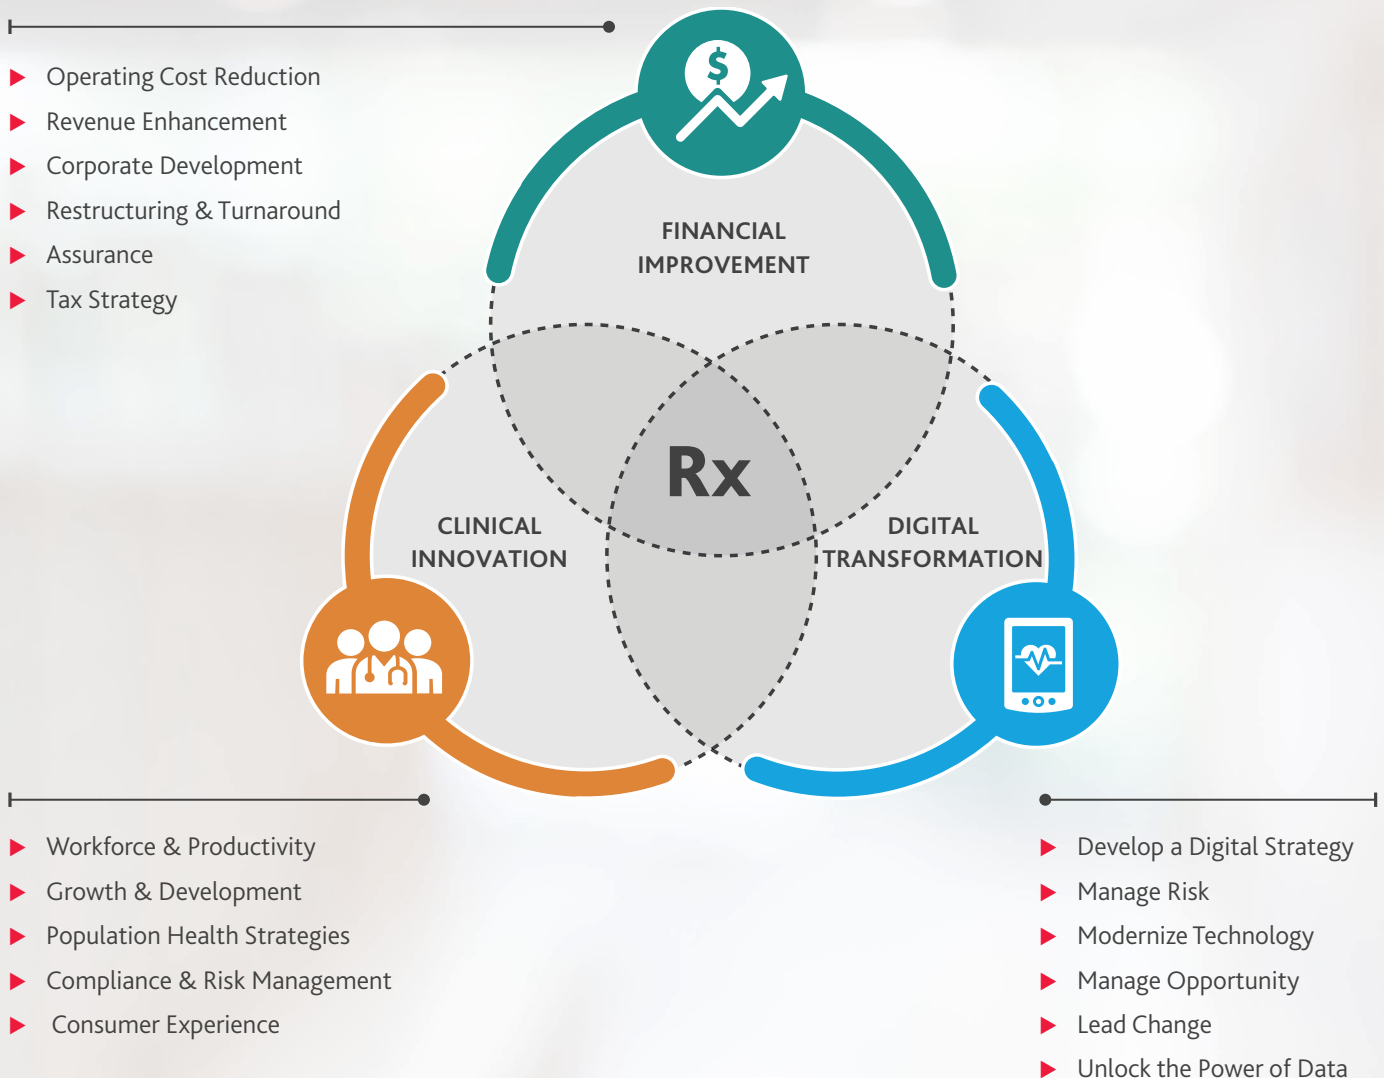 Operating Cost Reduction
Revenue Enhancement
Corporate Development
Restructuring & Turnaround
Assurance
Tax Strategy
$
FINANCIAL
IMPROVEMENT
Rx
CLINICAL
INNOVATION
DIGITAL
TRANSFORMATION
Workforce & Productivity
Growth & Development
Population Health Strategies
Compliance & Risk Management
Consumer Experience
Develop a Digital Strategy
Manage Risk
Modernize Technology
Manage Opportunity
Lead Change
Unlock the Power of Data